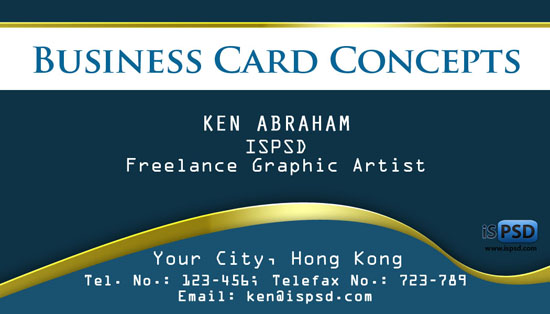 BUSINESS CARD CONCEPTS
KEN ABRAHAM
ISPSD
Freelance Graphic Artist
iSPSD
www.ispsd.com
Your City, Hong Kong
Tel. No.: 123-456; Telefax No.: 723-789
Email: ken@ispsd.com